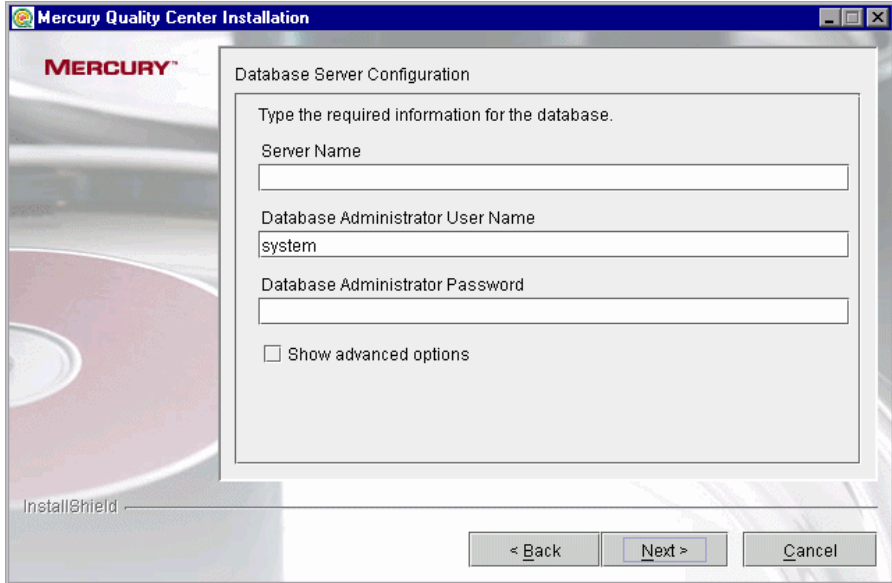 Mercury Quality Center Installation
MERCURY™
Database Server Configuration
Type the required information for the database.
Server Name
Database Administrator User Name
system
Database Administrator Password
Show advanced options
InstallShield
< Back
Next >
Cancel